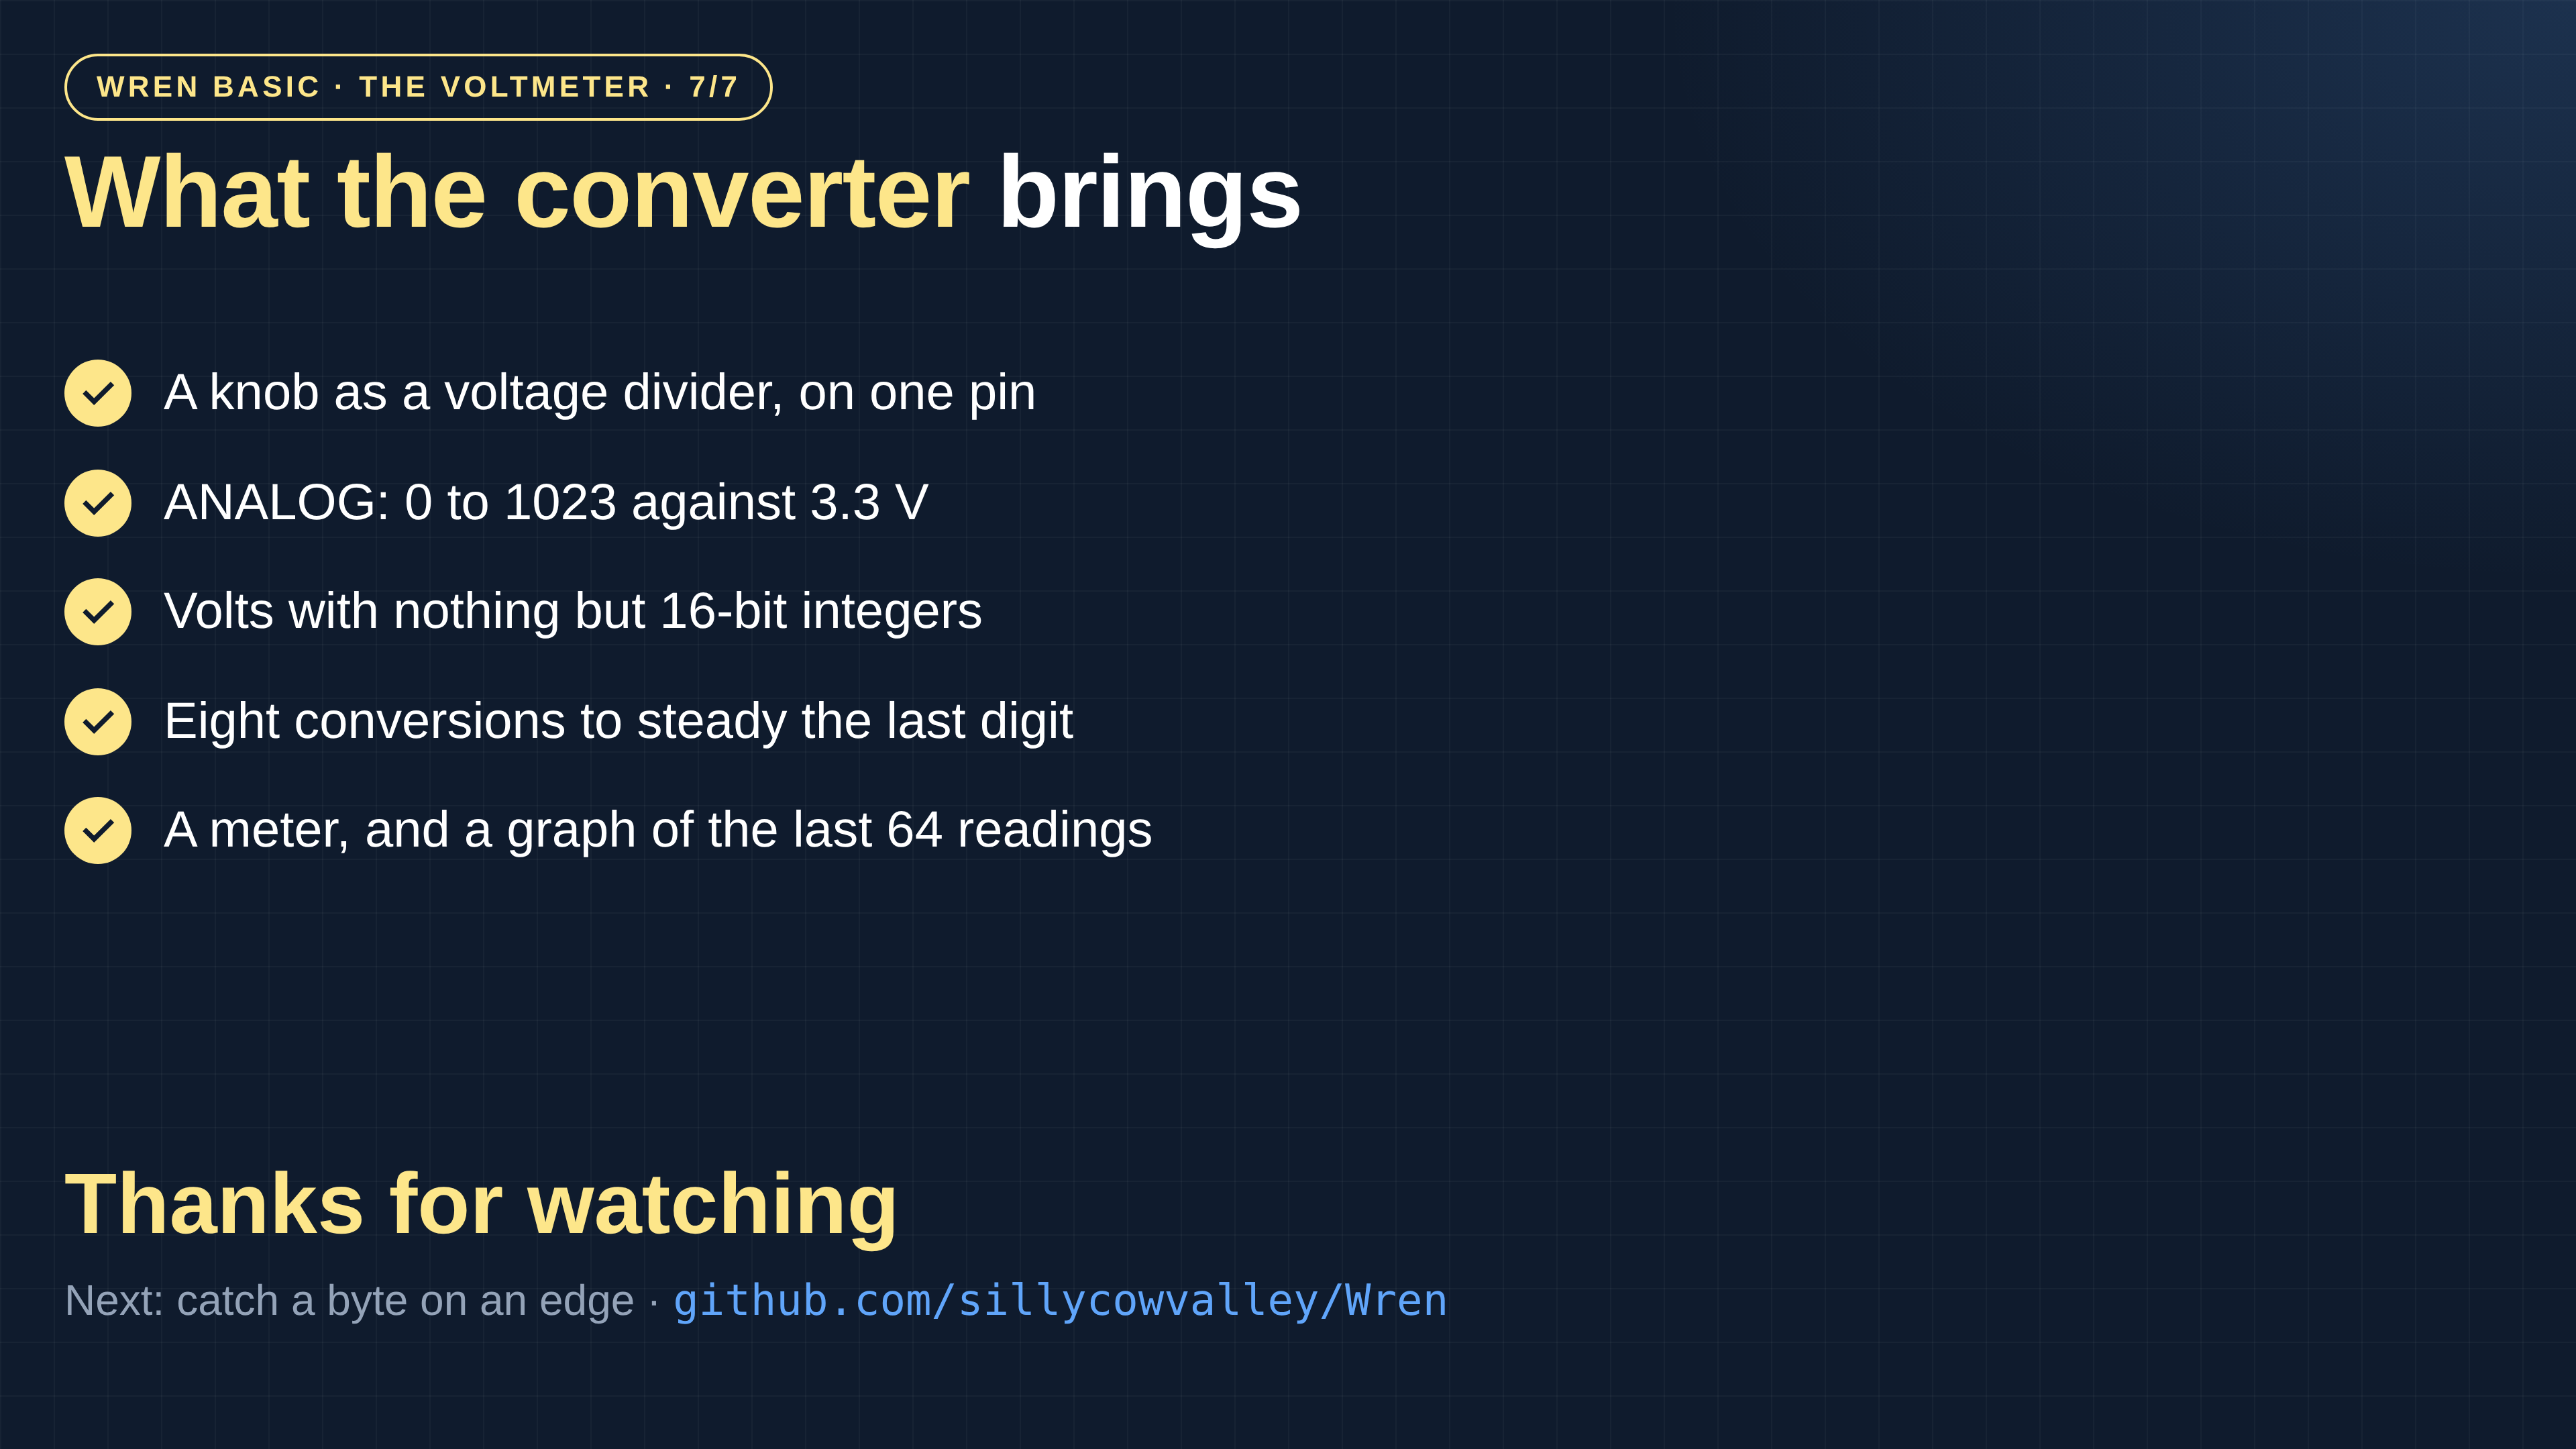 WREN BASIC · THE VOLTMETER · 7/7
What the converter brings
A knob as a voltage divider, on one pin
ANALOG: 0 to 1023 against 3.3 V
Volts with nothing but 16-bit integers
Eight conversions to steady the last digit
A meter, and a graph of the last 64 readings
Thanks for watching
Next: catch a byte on an edge · github.com/sillycowvalley/Wren